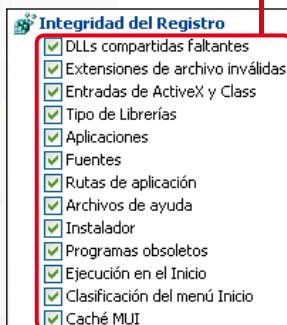 Integridad del Registro
DLLs compartidas faltantes
Extensiones de archivo inválidas
Entradas de ActiveX y Class
Tipo de Librerías
Aplicaciones
Fuentes
Rutas de aplicación
Archivos de ayuda
Instalador
Programas obsoletos
Ejecución en el Inicio
Clasificación del menú Inicio
Caché MUI